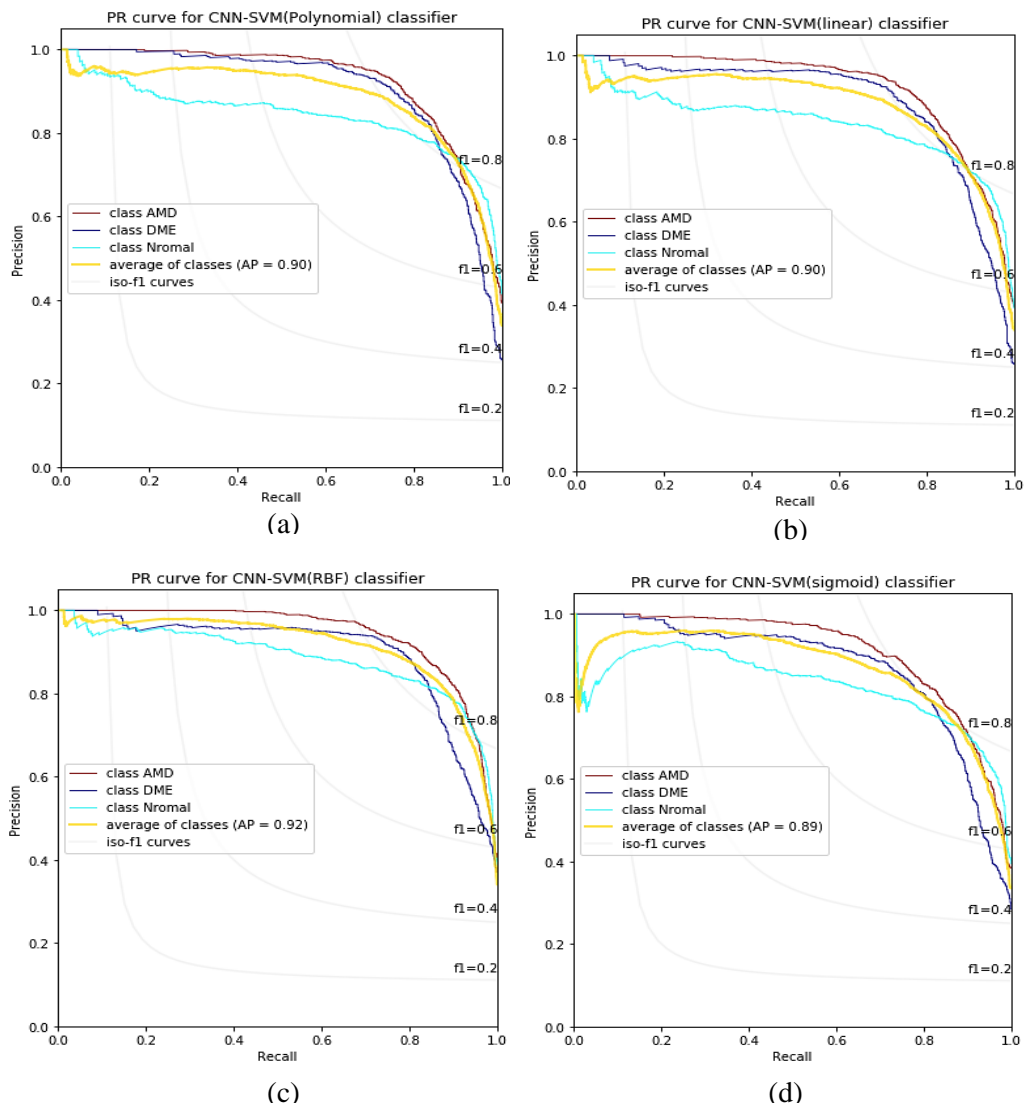 PR curve for CNN-SVM(Polynomial) classifier
1.0
0.8
0.6
0.4
0.2
0.0
Precision
f1=0.8
f1=0.6
f1=0.4
f1=0.2
class AMD
class DME
class Nromal
average of classes (AP = 0.90)
iso-f1 curves
0.0 0.2 0.4 0.6 0.8 1.0
Recall
(a)
PR curve for CNN-SVM(linear) classifier
1.0
0.8
0.6
0.4
0.2
0.0
Precision
f1=0.8
f1=0.6
f1=0.4
f1=0.2
class AMD
class DME
class Nromal
average of classes (AP = 0.90)
iso-f1 curves
0.0 0.2 0.4 0.6 0.8 1.0
Recall
(b)
PR curve for CNN-SVM(RBF) classifier
1.0
0.8
0.6
0.4
0.2
0.0
Precision
f1=0.8
f1=0.6
f1=0.4
f1=0.2
class AMD
class DME
class Nromal
average of classes (AP = 0.92)
iso-f1 curves
0.0 0.2 0.4 0.6 0.8 1.0
Recall
(c)
PR curve for CNN-SVM(sigmoid) classifier
1.0
0.8
0.6
0.4
0.2
0.0
Precision
f1=0.8
f1=0.6
f1=0.4
f1=0.2
class AMD
class DME
class Nromal
average of classes (AP = 0.89)
iso-f1 curves
0.0 0.2 0.4 0.6 0.8 1.0
Recall
(d)